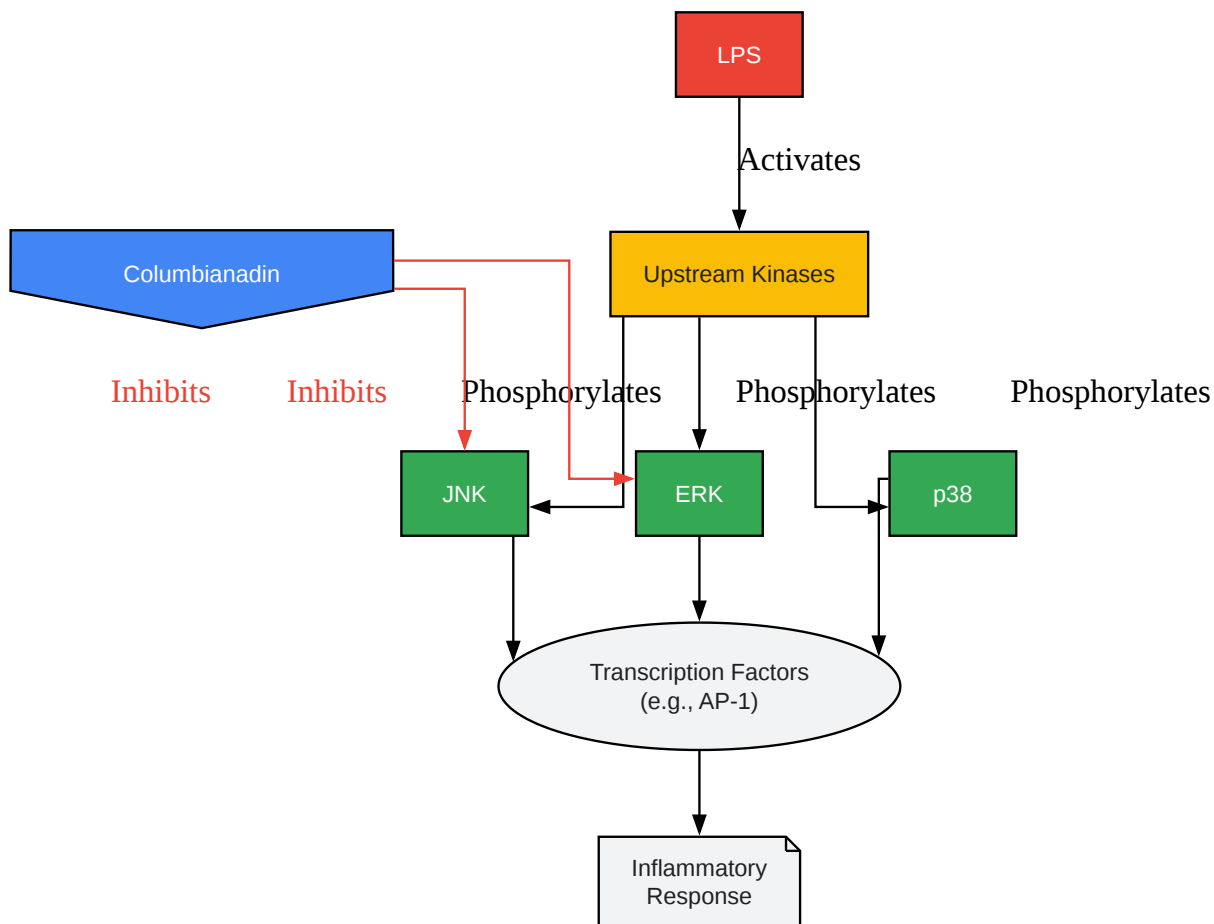 LPS
Activates
Columbianadin
Upstream Kinases
Inhibits
Inhibits
Phosphorylates
Phosphorylates
Phosphorylates
JNK
ERK
p38
Transcription Factors
(e.g., AP-1)
Inflammatory
Response